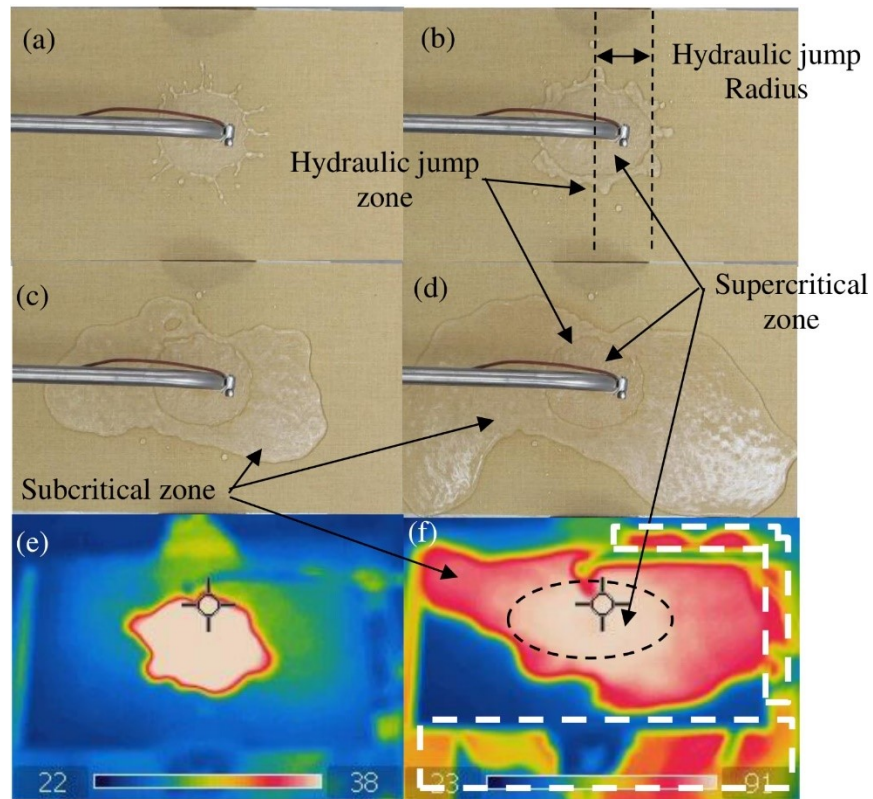 (a)
(b)
Hydraulic jump
Radius
Hydraulic jump
zone
(c)
(d)
Supercritical
zone
Subcritical zone
(e)
(f)
22
38
23
91